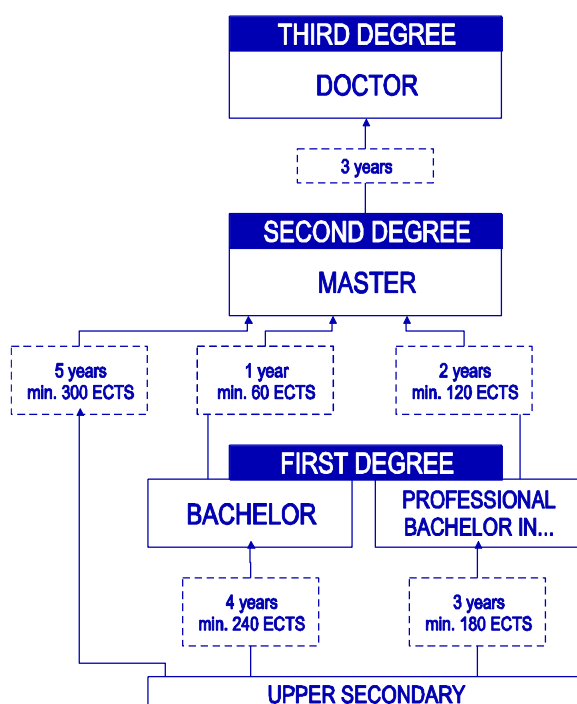 THIRD DEGREE
DOCTOR
3 years
SECOND DEGREE
MASTER
5 years
min. 300 ECTS
1 year
min. 60 ECTS
2 years
min. 120 ECTS
FIRST DEGREE
BACHELOR
PROFESSIONAL
BACHELOR IN...
4 years
min. 240 ECTS
3 years
min. 180 ECTS
UPPER SECONDARY